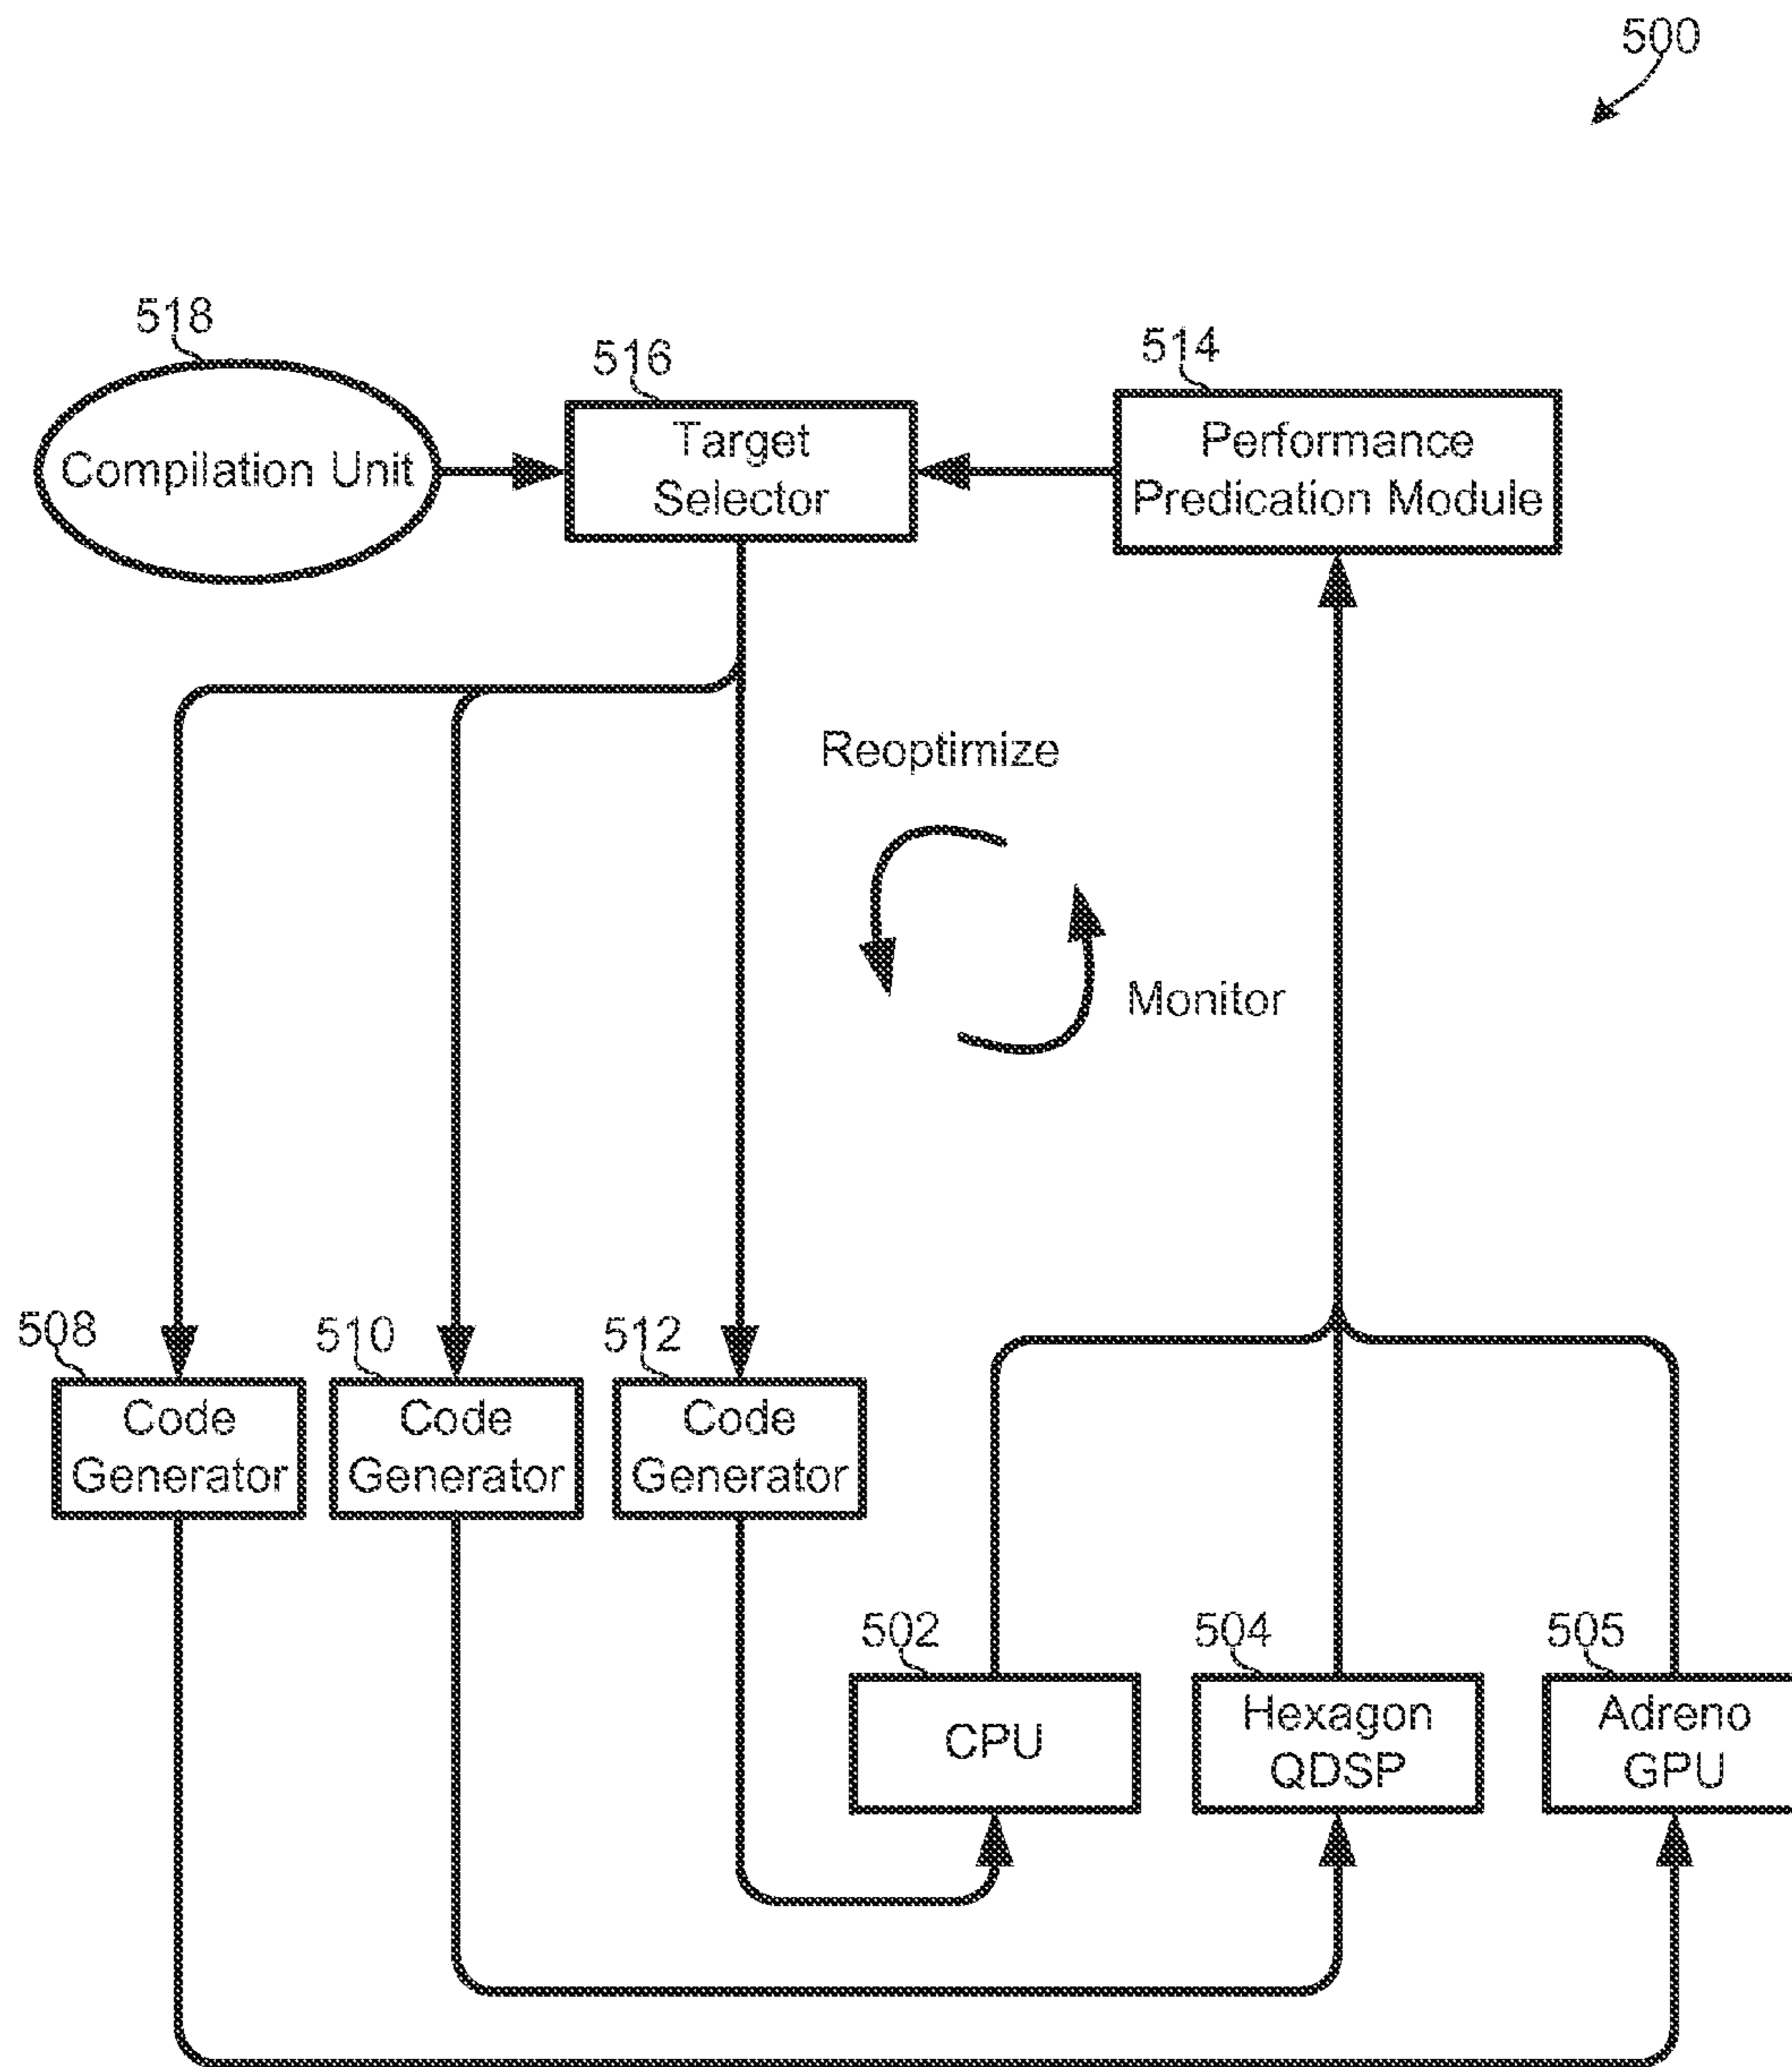 500
518
516
514
Compilation Unit
Target
Selector
Performance
Predication Module
Reoptimize
Monitor
508
510
512
Code
Generator
Code
Generator
Code
Generator
502
504
505
CPU
Hexagon
QDSP
Adreno
GPU